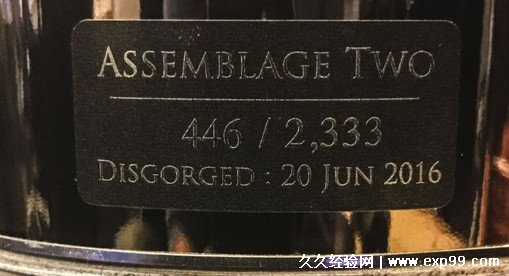 ASSEMBLAGE TWO
446 / 2,333
DISGORGED : 20 JUN 2016
久久经验网 | www.exp99.com